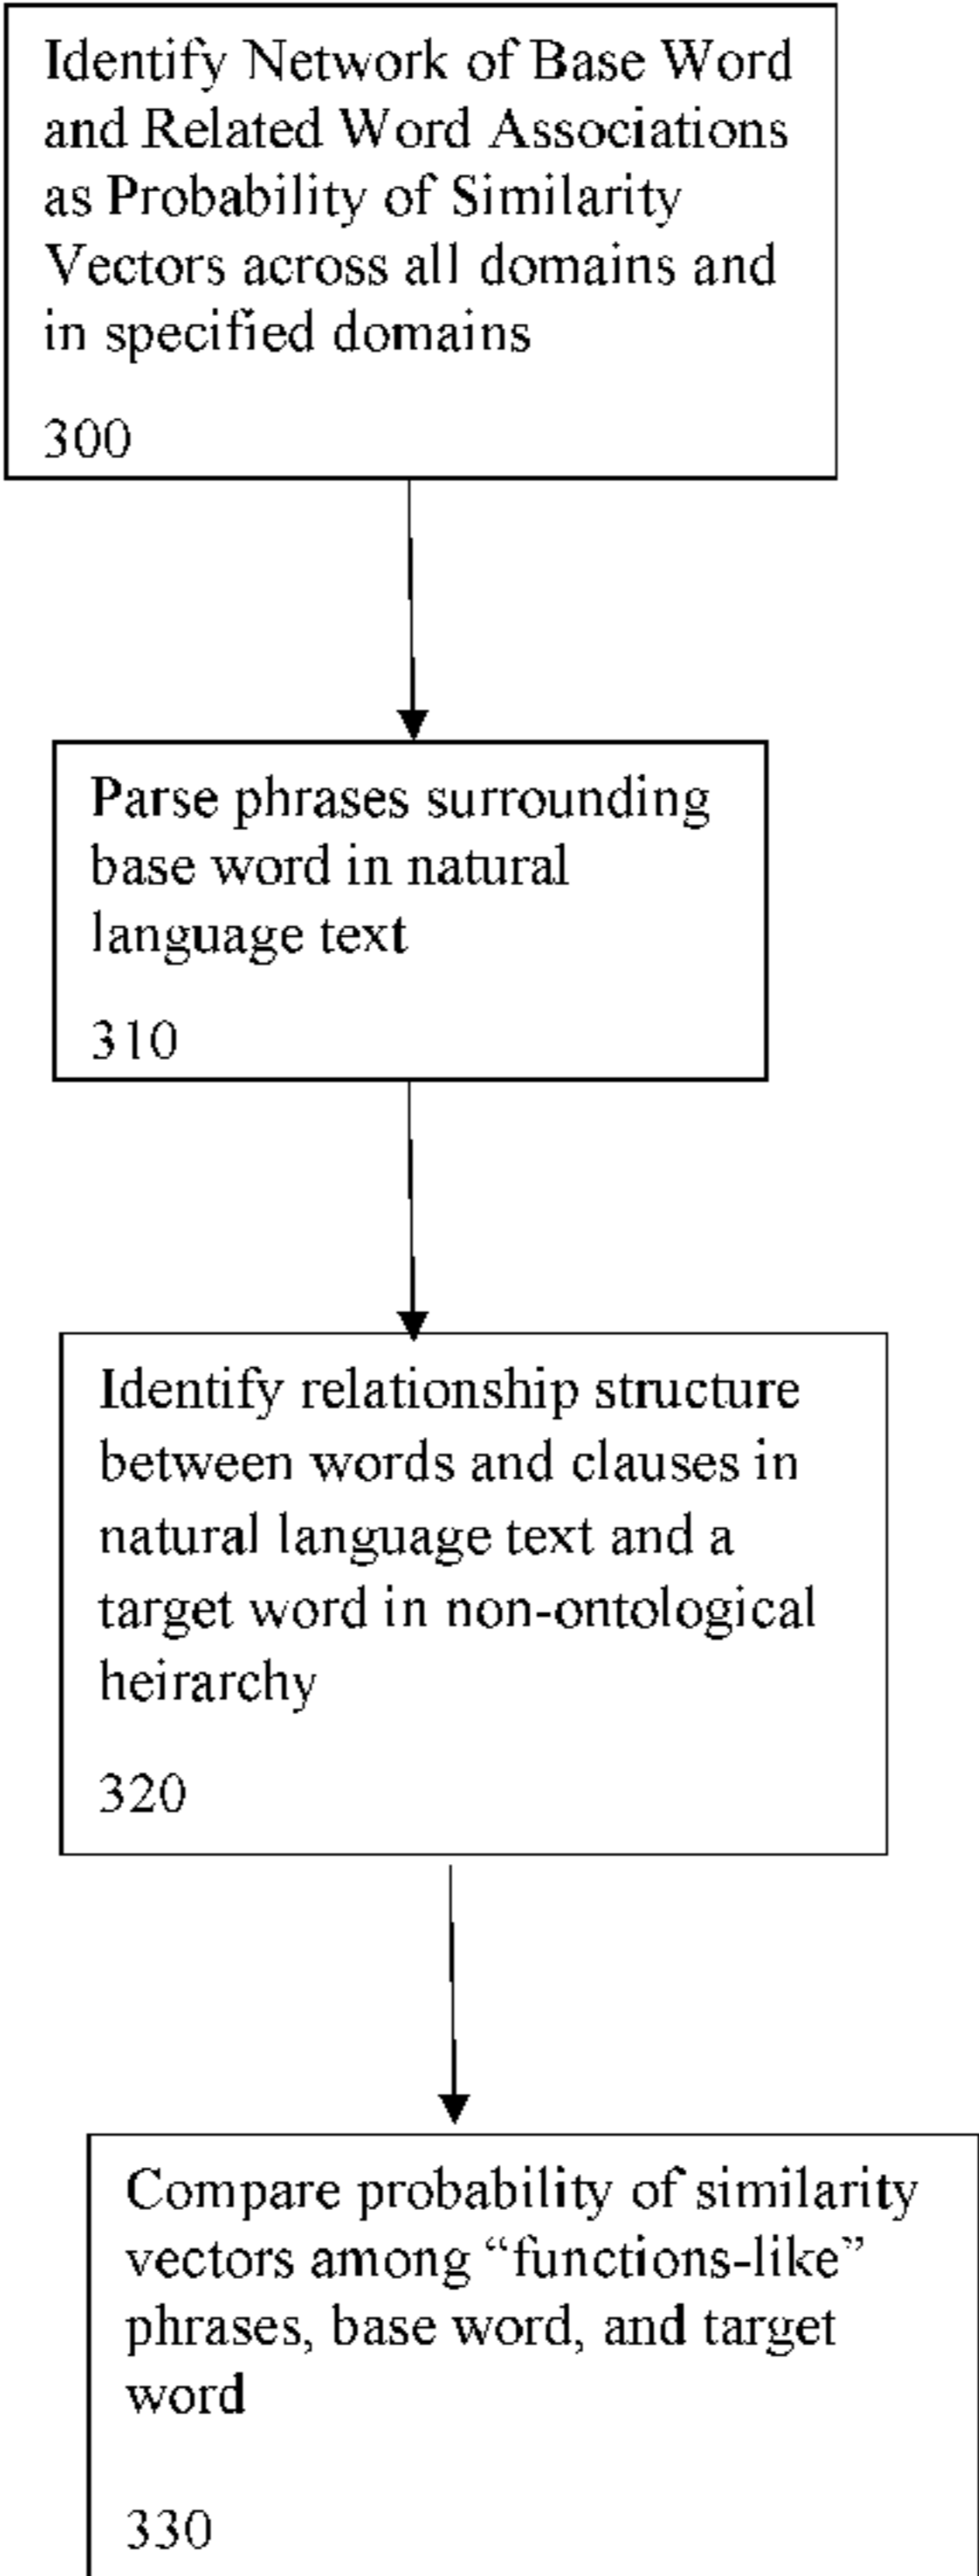 Identify Network of Base Word
and Related Word Associations
as Probability of Similarity
Vectors across all domains and
in specified domains
300
Parse phrases surrounding
base word in natural
language text
310
Identify relationship structure
between words and clauses in
natural language text and a
target word in non-ontological
heirarchy
320
Compare probability of similarity
vectors among “functions-like”
phrases, base word, and target
word
330